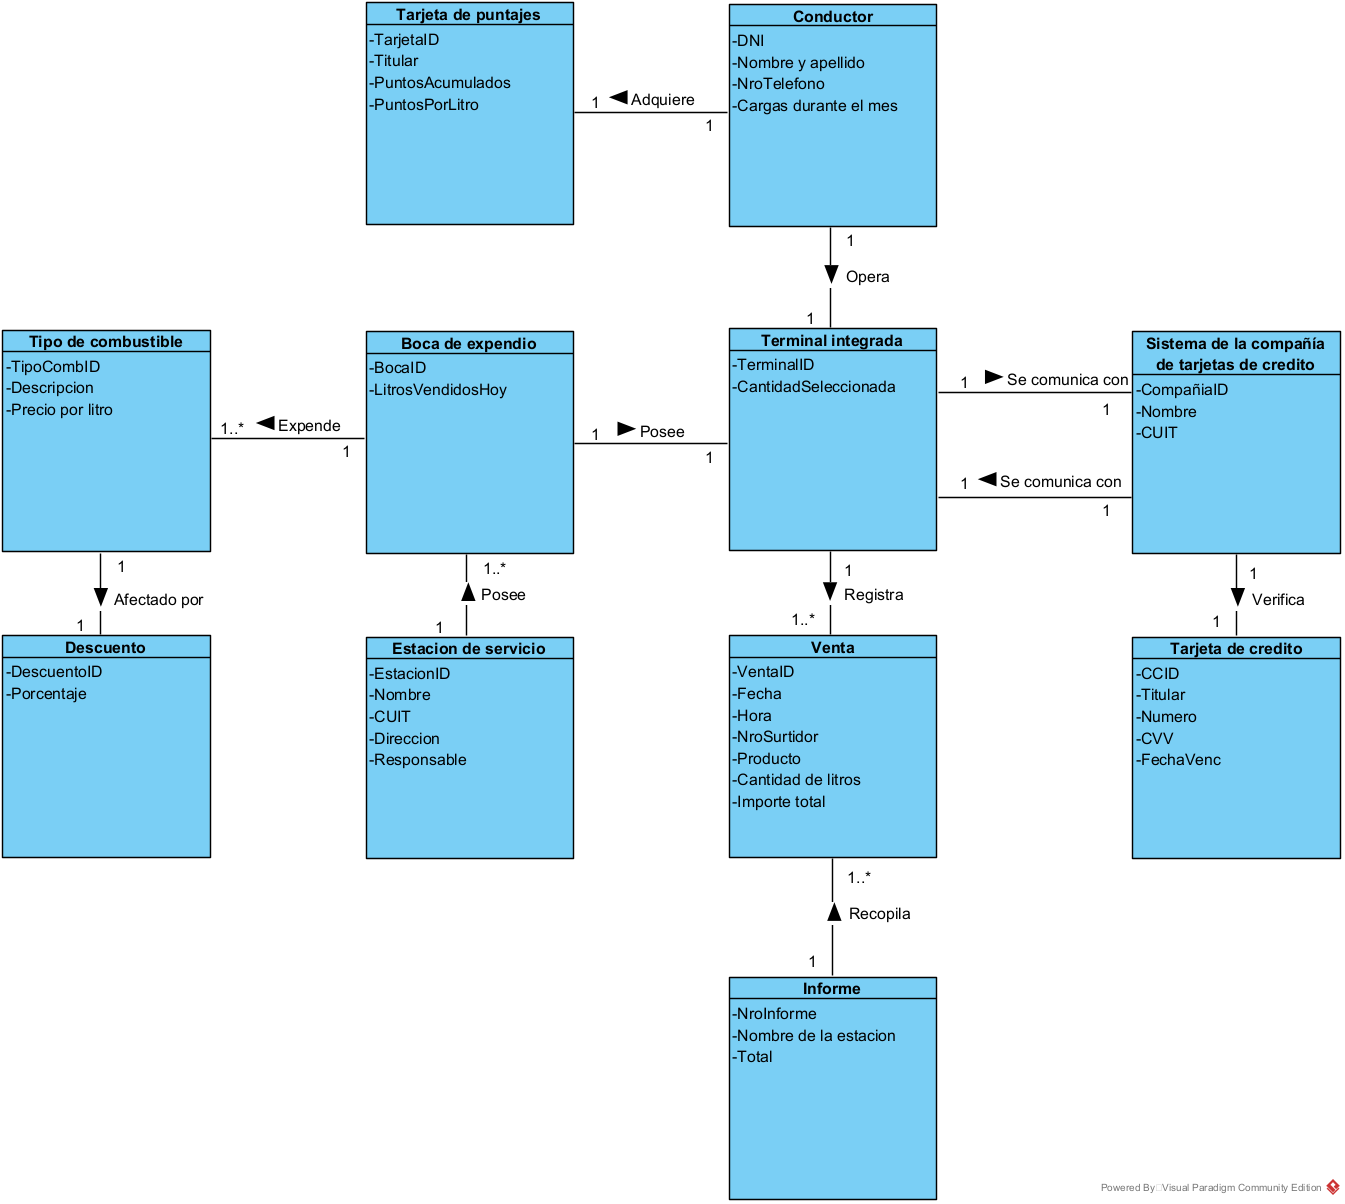 Tarjeta de puntajes
-TarjetaID
-Titular
-PuntosAcumulados
-PuntosPorLitro
Conductor
-DNI
-Nombre y apellido
-NroTelefono
-Cargas durante el mes
1
Adquiere
1
1
Opera
1
Tipo de combustible
-TipoCombID
-Descripcion
-Precio por litro
1..*
Expende
1
Boca de expendio
-BocaID
-LitrosVendidosHoy
1
Posee
1
Terminal integrada
-TerminalID
-CantidadSeleccionada
1
Se comunica con
1
1
Se comunica con
1
Sistema de la compañía
de tarjetas de credito
-CompañiaID
-Nombre
-CUIT
1
Afectado por
1
1..*
Posee
1
1
Registra
1..*
1
Verifica
1
Descuento
-DescuentoID
-Porcentaje
Estacion de servicio
-EstacionID
-Nombre
-CUIT
-Direccion
-Responsable
Venta
-VentaID
-Fecha
-Hora
-NroSurtidor
-Producto
-Cantidad de litros
-Importe total
Tarjeta de credito
-CCID
-Titular
-Numero
-CVV
-FechaVenc
1..*
Recopila
1
Informe
-NroInforme
-Nombre de la estacion
-Total
Powered By Visual Paradigm Community Edition